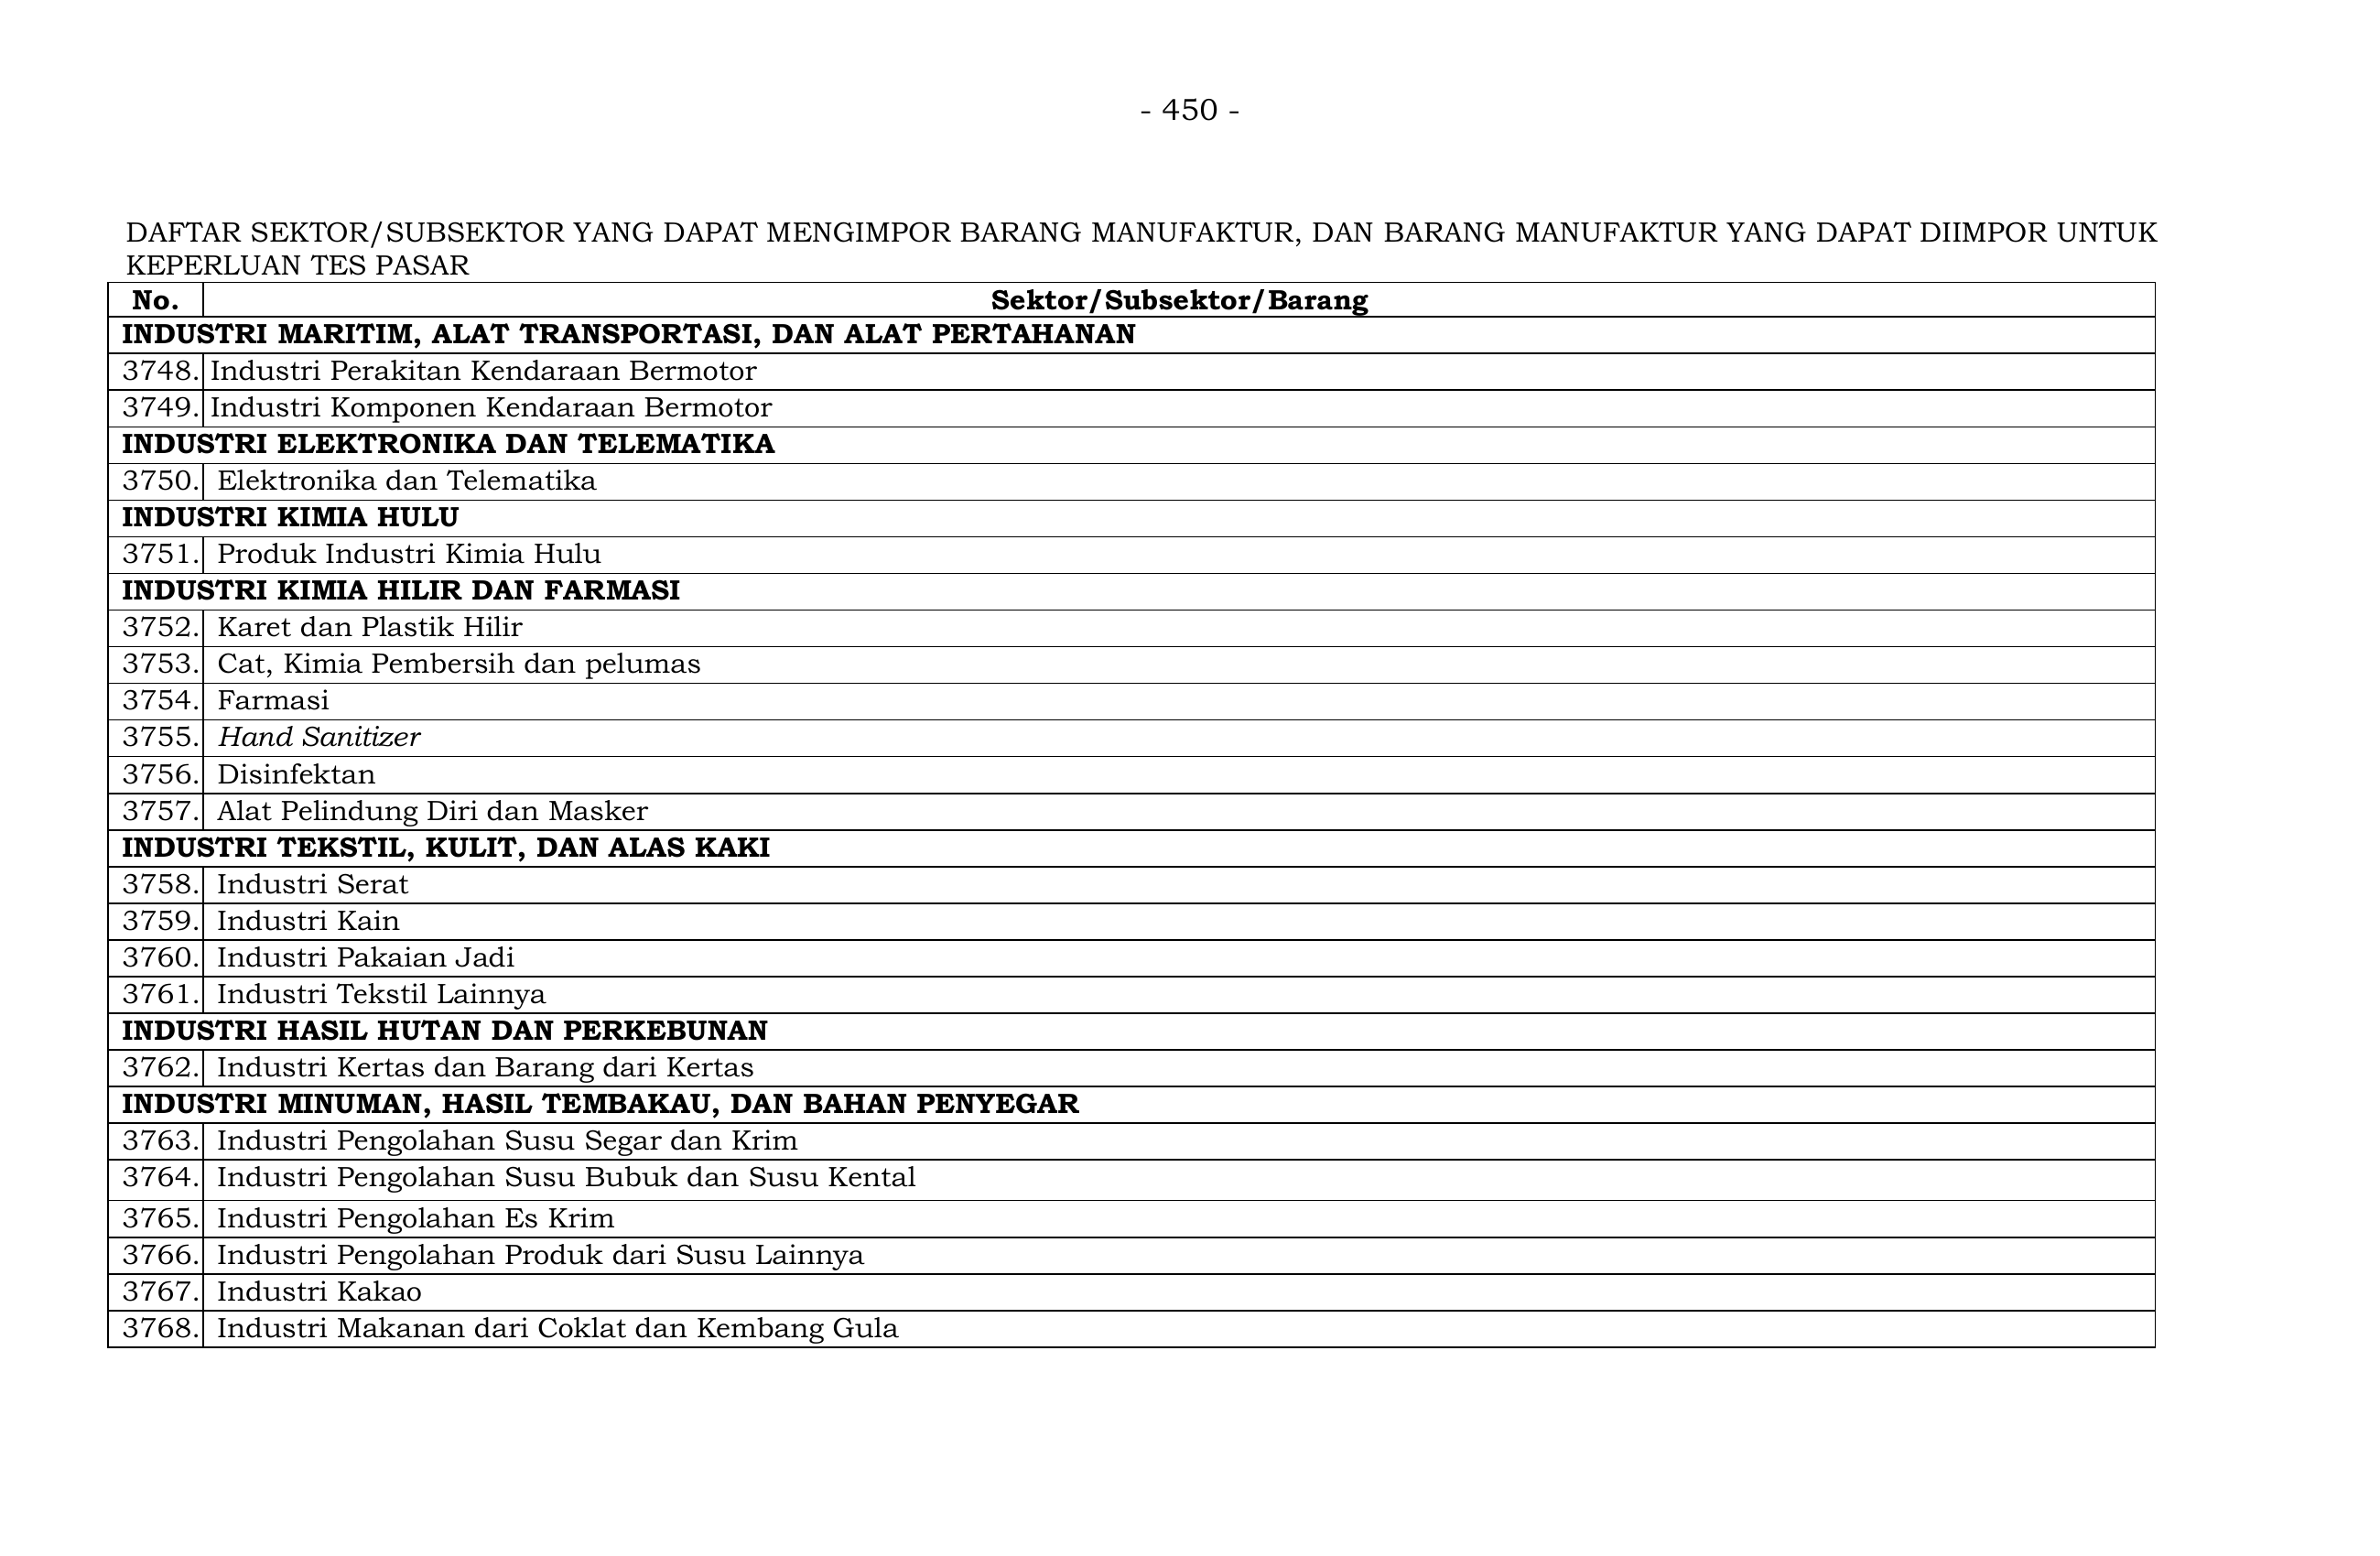 - 450 -
DAFTAR SEKTOR/SUBSEKTOR YANG DAPAT MENGIMPOR BARANG MANUFAKTUR, DAN BARANG MANUFAKTUR YANG DAPAT DIIMPOR UNTUK
KEPERLUAN TES PASAR
No. Sektor/Subsektor/Barang
INDUSTRI MARITIM, ALAT TRANSPORTASI, DAN ALAT PERTAHANAN
3748. Industri Perakitan Kendaraan Bermotor
3749. Industri Komponen Kendaraan Bermotor
INDUSTRI ELEKTRONIKA DAN TELEMATIKA
3750. Elektronika dan Telematika
INDUSTRI KIMIA HULU
3751. Produk Industri Kimia Hulu
INDUSTRI KIMIA HILIR DAN FARMASI
3752. Karet dan Plastik Hilir
3753. Cat, Kimia Pembersih dan pelumas
3754. Farmasi
3755. Hand Sanitizer
3756. Disinfektan
3757. Alat Pelindung Diri dan Masker
INDUSTRI TEKSTIL, KULIT, DAN ALAS KAKI
3758. Industri Serat
3759. Industri Kain
3760. Industri Pakaian Jadi
3761. Industri Tekstil Lainnya
INDUSTRI HASIL HUTAN DAN PERKEBUNAN
3762. Industri Kertas dan Barang dari Kertas
INDUSTRI MINUMAN, HASIL TEMBAKAU, DAN BAHAN PENYEGAR
3763. Industri Pengolahan Susu Segar dan Krim
3764. Industri Pengolahan Susu Bubuk dan Susu Kental
3765. Industri Pengolahan Es Krim
3766. Industri Pengolahan Produk dari Susu Lainnya
3767. Industri Kakao
3768. Industri Makanan dari Coklat dan Kembang Gula